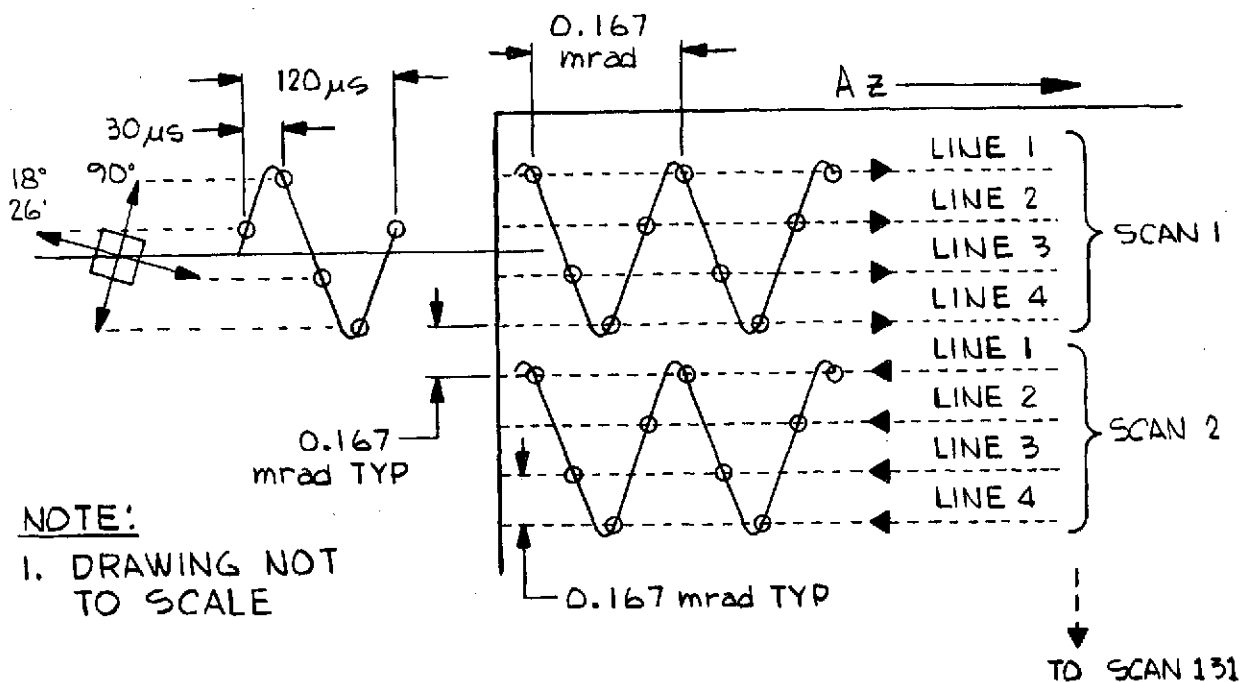 0.167
mrad
Az
120μs
30μs
18°
26'
90°
LINE 1
LINE 2
LINE 3
LINE 4
SCAN 1
LINE 1
LINE 2
LINE 3
LINE 4
SCAN 2
0.167
mrad TYP
NOTE:
1. DRAWING NOT
TO SCALE
0.167 mrad TYP
TO SCAN 131